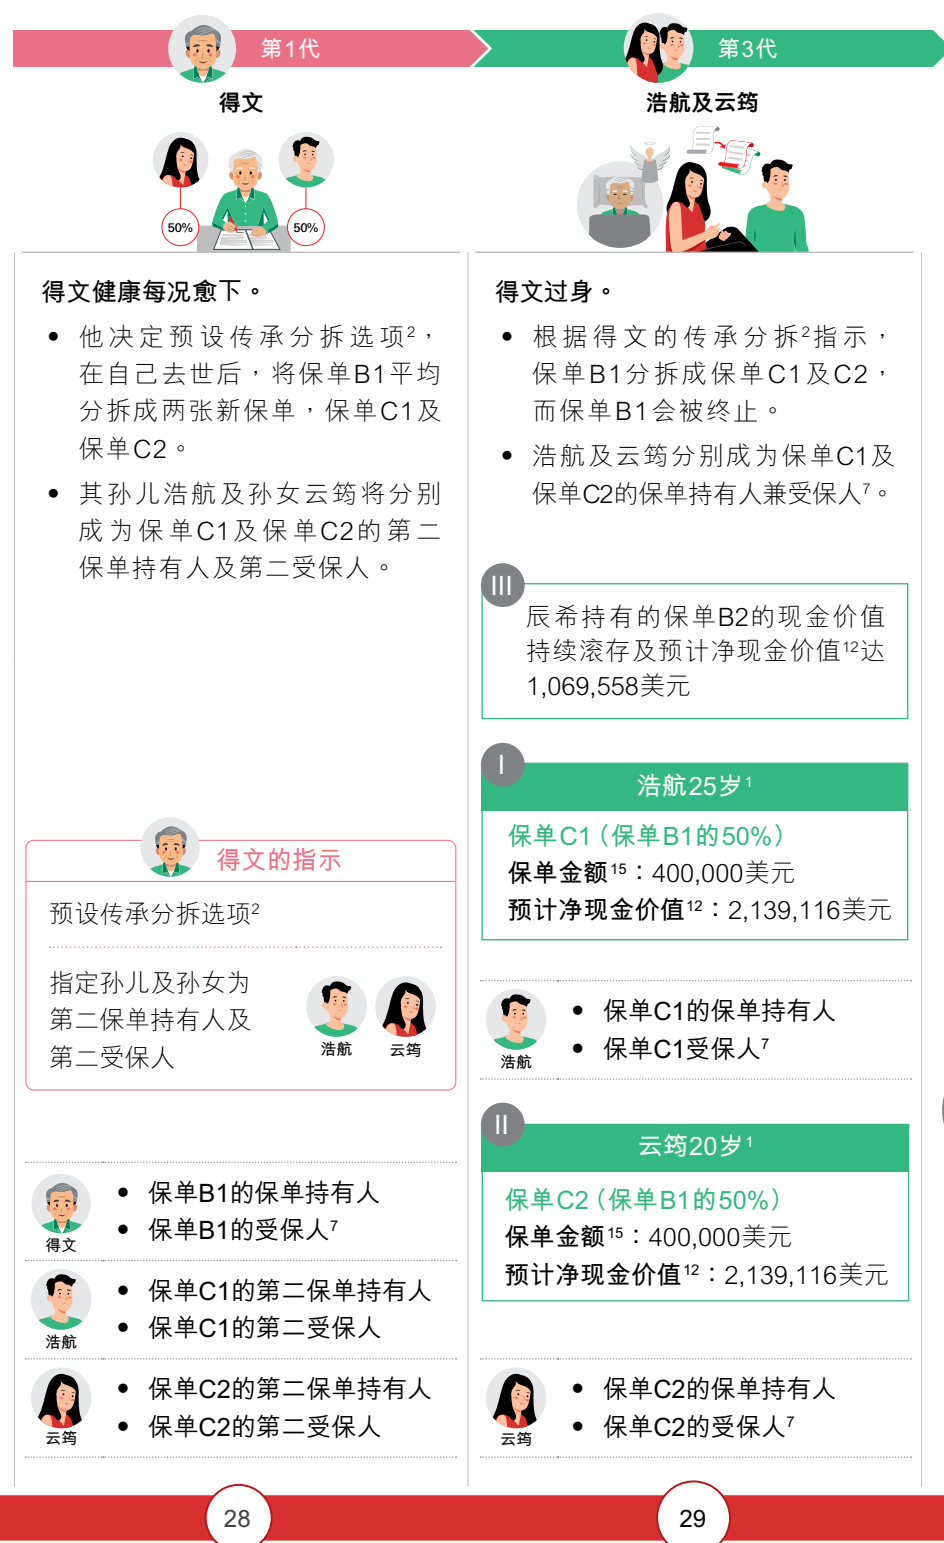 第1代
得文
50%
50%
得文健康每况愈下。
• 他决定预设传承分拆选项2，
在自己去世后，将保单B1平均
分拆成两张新保单，保单C1及
保单C2。
• 其孙儿浩航及孙女云筠将分别
成为保单C1及保单C2的第二
保单持有人及第二受保人。
得文的指示
预设传承分拆选项2
指定孙儿及孙女为
第二保单持有人及
第二受保人
浩航 云筠
得文
• 保单B1的保单持有人
• 保单B1的受保人7
浩航
• 保单C1的第二保单持有人
• 保单C1的第二受保人
云筠
• 保单C2的第二保单持有人
• 保单C2的第二受保人
28
第3代
浩航及云筠
得文过身。
• 根据得文的传承分拆2指示，
保单B1分拆成保单C1及C2，
而保单B1会被终止。
• 浩航及云筠分别成为保单C1及
保单C2的保单持有人兼受保人7。
III
辰希持有的保单B2的现金价值
持续滚存及预计净现金价值12达
1,069,558美元
I
浩航25岁1
保单C1（保单B1的50%）
保单金额15：400,000美元
预计净现金价值12：2,139,116美元
浩航
• 保单C1的保单持有人
• 保单C1受保人7
II
云筠20岁1
保单C2（保单B1的50%）
保单金额15：400,000美元
预计净现金价值12：2,139,116美元
云筠
• 保单C2的保单持有人
• 保单C2的受保人7
29